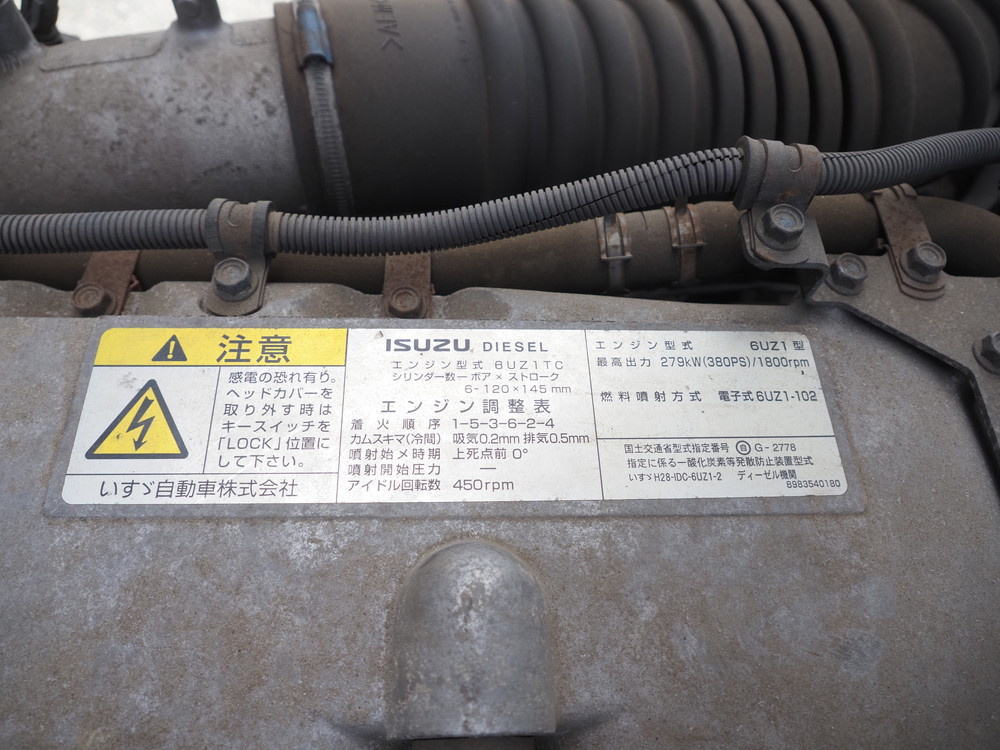 注意
感電の恐れ有り。
ヘッドカバーを
取り外す時は
キースイッチを
「LOCK」位置に
して下さい。
いすゞ自動車株式会社
ISUZU DIESEL
エンジン型式 6UZ1TC
シリンダー数ーボア×ストローク
6-120×145mm
エンジン調整表
着火順序 1-5-3-6-2-4
カムスキマ(冷間) 吸気0.2mm 排気0.5mm
噴射始メ時期 上死点前 0°
噴射開始圧力 —
アイドル回転数 450rpm
エンジン型式 6UZ1型
最高出力 279kW(380PS)/1800rpm
燃料噴射方式 電子式6UZ1-102
国土交通省型式指定番号 自 G-2778
指定に係る一酸化炭素等発散防止装置型式
いすゞH28-IDC-6UZ1-2 ディーゼル機関
8983540180